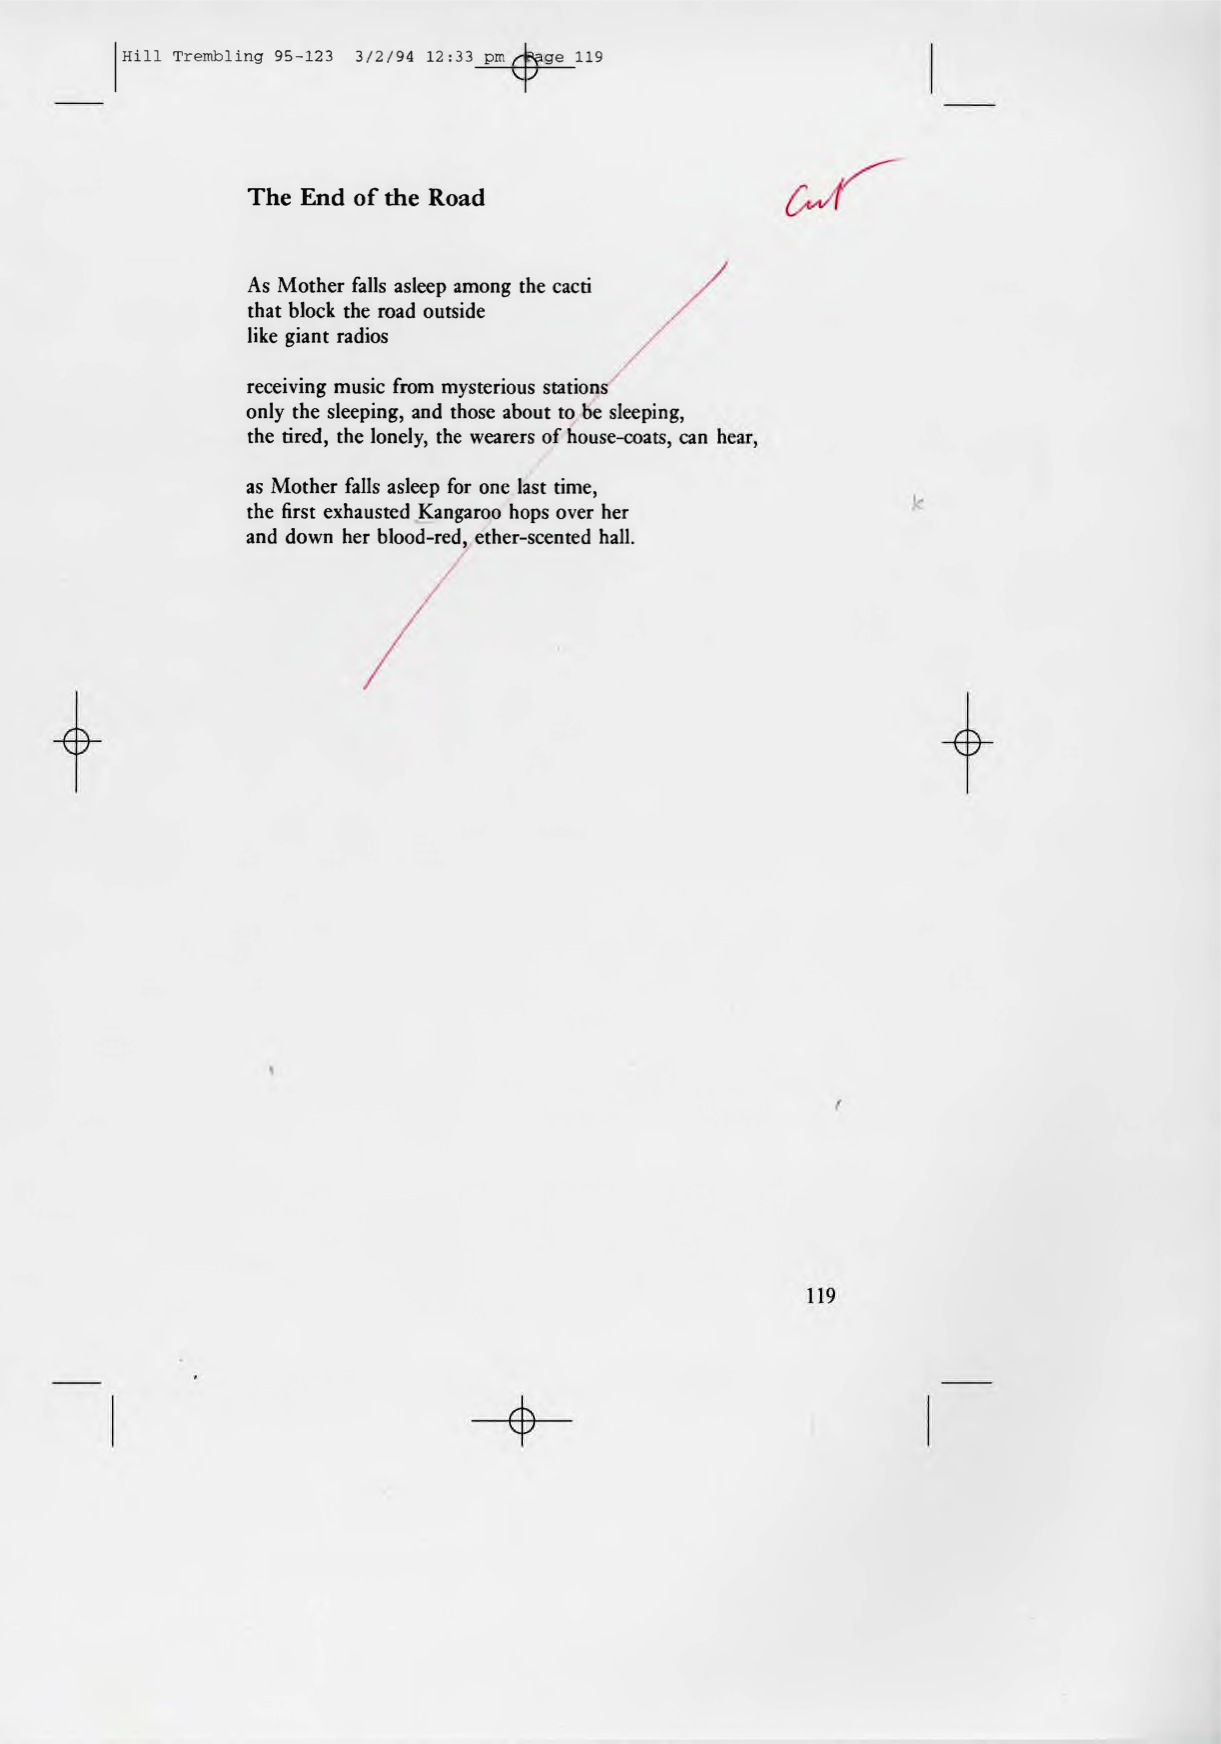 Hill Trembling 95-123 3/2/94 12:33 pm Page 119
Cut
The End of the Road
As Mother falls asleep among the cacti
that block the road outside
like giant radios
receiving music from mysterious stations
only the sleeping, and those about to be sleeping,
the tired, the lonely, the wearers of house-coats, can hear,
as Mother falls asleep for one last time,
the first exhausted Kangaroo hops over her
k
and down her blood-red, ether-scented hall.
119